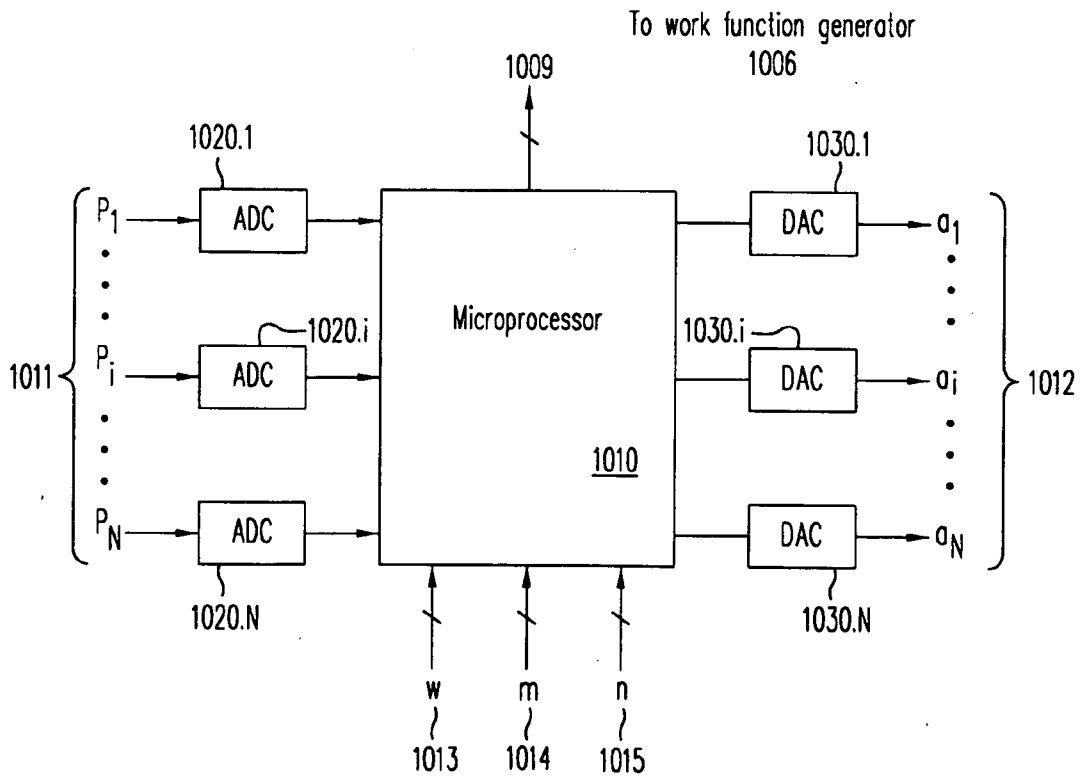 To work function generator
1006
1009
1020.1
1030.1
P1
ADC
DAC
a1
Microprocessor
1020.i
1030.i
1011
Pi
ADC
DAC
ai
1012
1010
PN
ADC
DAC
aN
1020.N
1030.N
w
m
n
1013
1014
1015